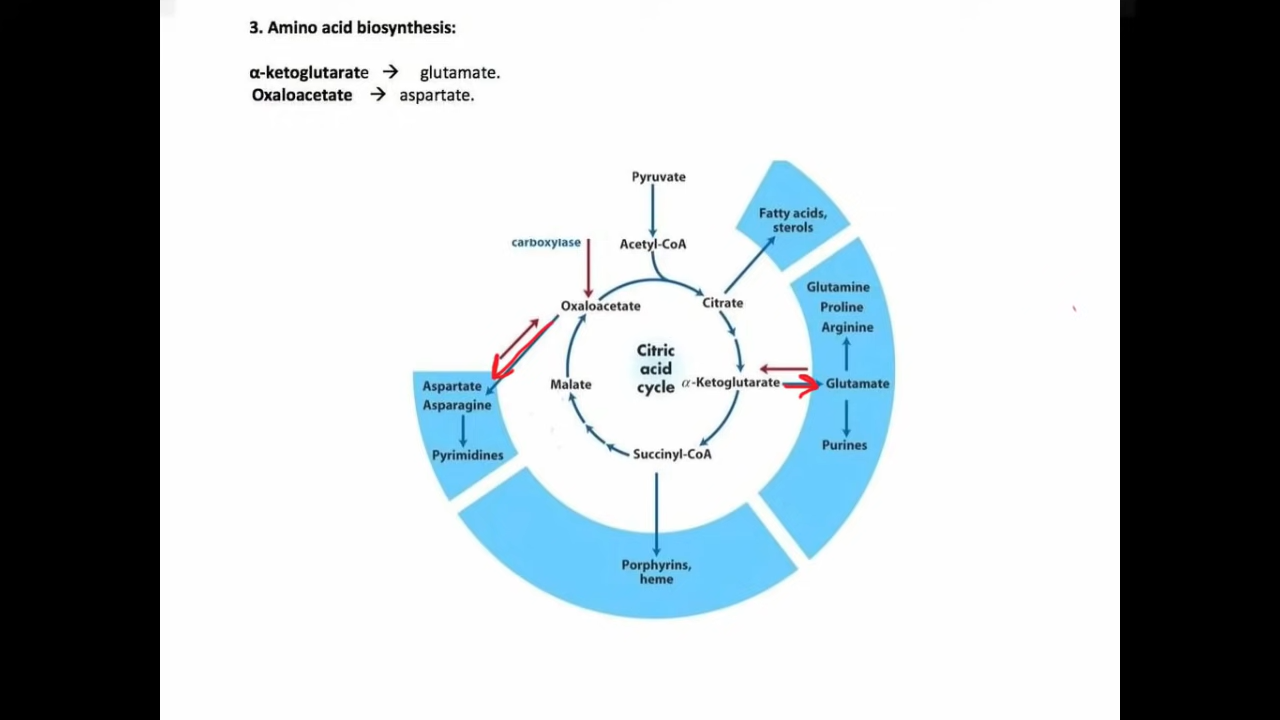 3. Amino acid biosynthesis:
α-ketoglutarate → glutamate.
Oxaloacetate → aspartate.
Pyruvate
Fatty acids,
sterols
carboxylase
Acetyl-CoA
Glutamine
Proline
Arginine
Oxaloacetate
Citrate
Citric
acid
cycle
Aspartate
Asparagine
Malate
α-Ketoglutarate
Glutamate
Pyrimidines
Succinyl-CoA
Purines
Porphyrins,
heme